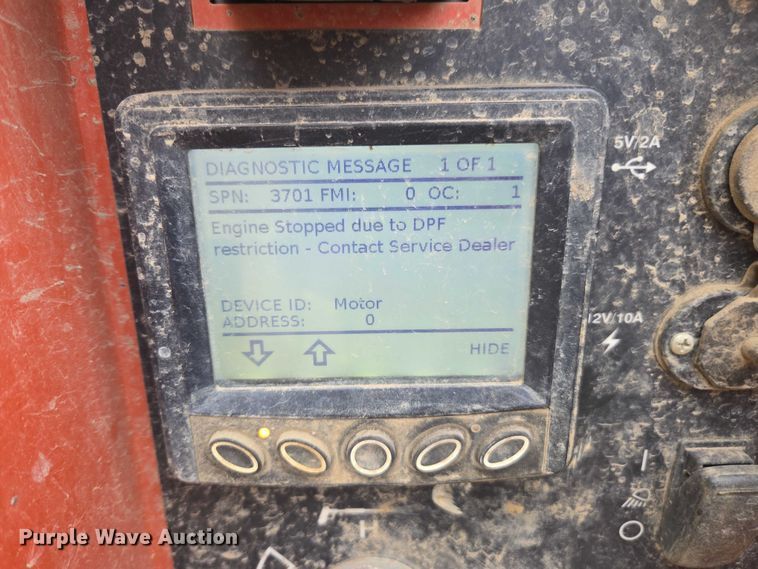 DIAGNOSTIC MESSAGE 1 OF 1
SPN: 3701 FMI: 0 OC: 1
Engine Stopped due to DPF
restriction - Contact Service Dealer
DEVICE ID: Motor
ADDRESS: 0
HIDE
5V/2A
12V/10A
Purple Wave Auction®